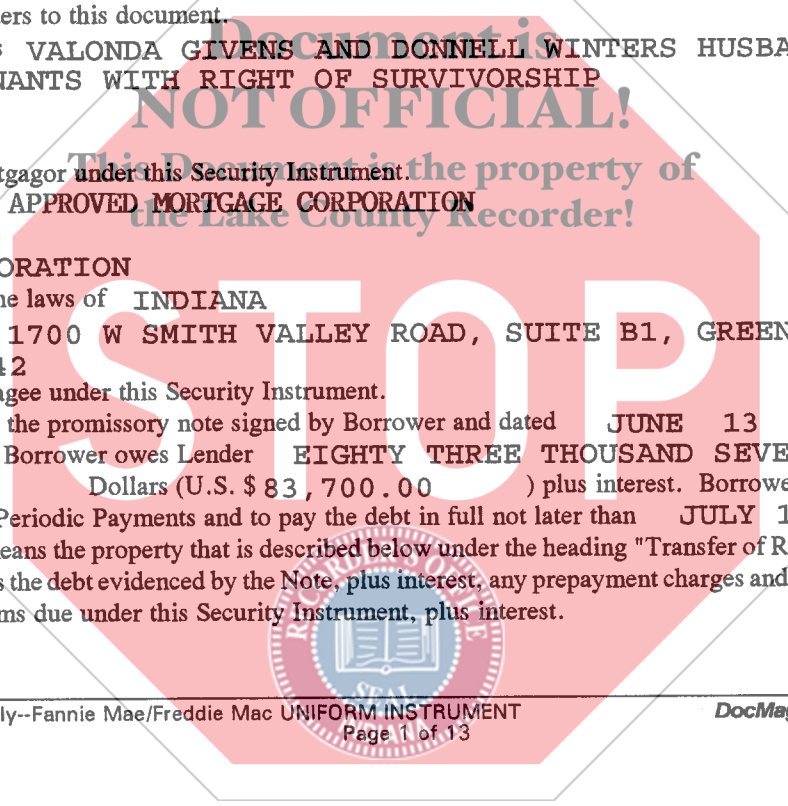 ers to this document.
Document is
VALONDA GIVENS AND DONNELL WINTERS HUSBA
NANTS WITH RIGHT OF SURVIVORSHIP
NOT OFFICIAL!
tgagor under this Security Instrument.
This Document is the property of
APPROVED MORTGAGE CORPORATION
the Lake County Recorder!
ORATION
ne laws of INDIANA
1700 W SMITH VALLEY ROAD, SUITE B1, GREEN
42
agee under this Security Instrument.
the promissory note signed by Borrower and dated JUNE 13
Borrower owes Lender EIGHTY THREE THOUSAND SEVE
Dollars (U.S. $ 83,700.00 ) plus interest. Borrowe
Periodic Payments and to pay the debt in full not later than JULY 1
eans the property that is described below under the heading "Transfer of R
s the debt evidenced by the Note, plus interest, any prepayment charges and
ms due under this Security Instrument, plus interest.
STOP
RECORDER'S OFFICE
SEAL
INDIANA
ly--Fannie Mae/Freddie Mac UNIFORM INSTRUMENT
DocMag
Page 1 of 13